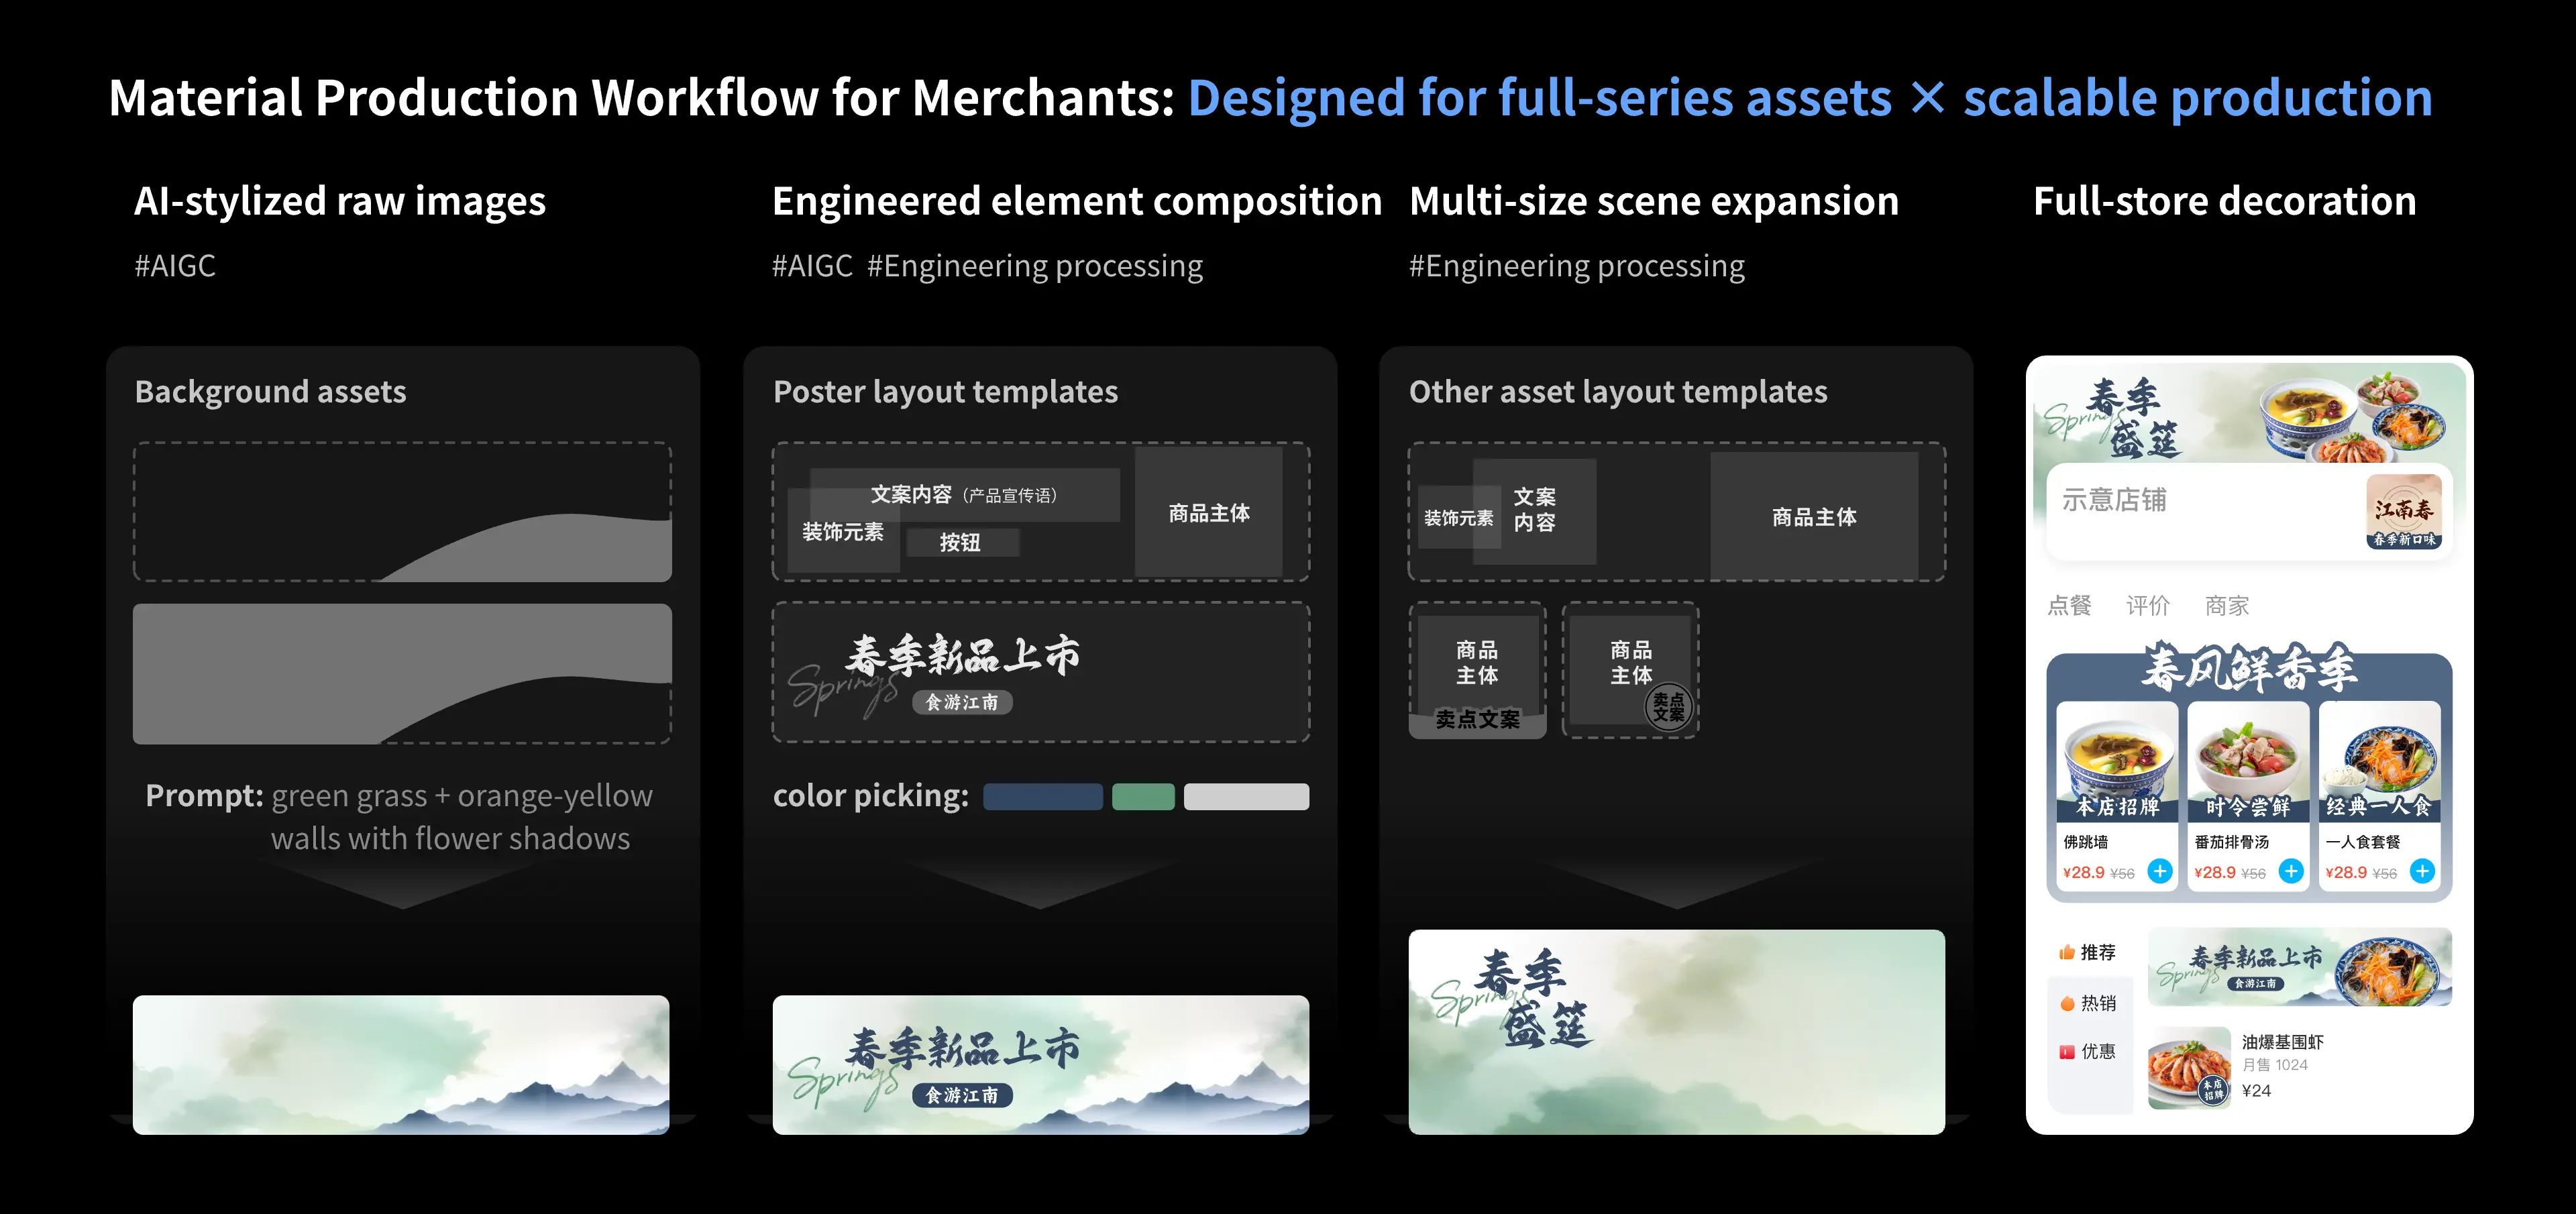 Material Production Workflow for Merchants: Designed for full-series assets × scalable production
AI-stylized raw images
#AIGC
Background assets
Prompt: green grass + orange-yellow
walls with flower shadows
Engineered element composition
#AIGC #Engineering processing
Poster layout templates
文案内容（产品宣传语）
装饰元素
按钮
商品主体
春季新品上市
Springs
食游江南
color picking:
春季新品上市
Springs
食游江南
Multi-size scene expansion
#Engineering processing
Other asset layout templates
装饰元素
文案
内容
商品主体
商品
主体
卖点文案
商品
主体
卖点
文案
春季
Springs
盛筵
Full-store decoration
春季
Springs
盛筵
示意店铺
江南春
春季新口味
点餐 评价 商家
春风鲜香季
本店招牌 时令尝鲜 经典一人食
佛跳墙 番茄排骨汤 一人食套餐
¥28.9 ¥56 ¥28.9 ¥56 ¥28.9 ¥56
推荐
热销
优惠
春季新品上市
Springs
食游江南
本店
招牌
油爆基围虾
月售 1024
¥24